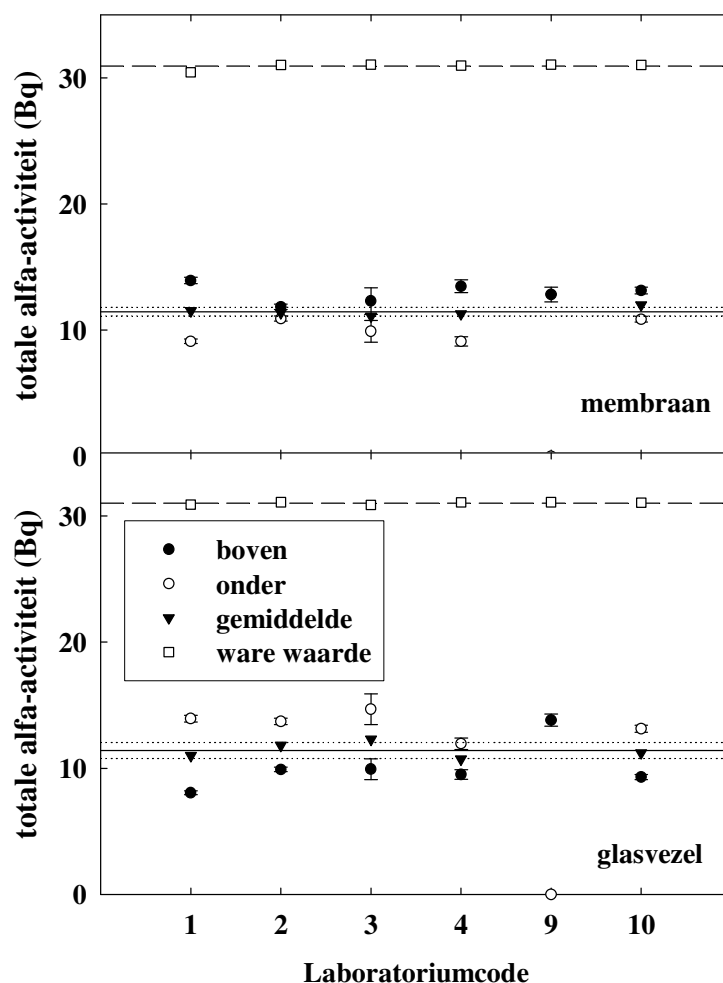 totale alfa-activiteit (Bq)
30
20
10
0
membraan
totale alfa-activiteit (Bq)
30
20
10
0
boven
onder
gemiddelde
ware waarde
glasvezel
1 2 3 4 9 10
Laboratoriumcode